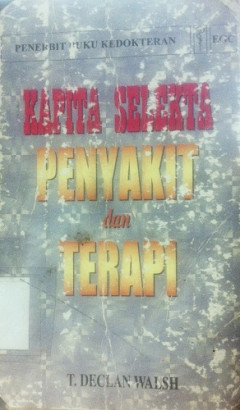 PENERBIT BUKU KEDOKTERAN EGC
KAPITA SELEKTA
PENYAKIT
dan
TERAPI
T. DECLAN WALSH